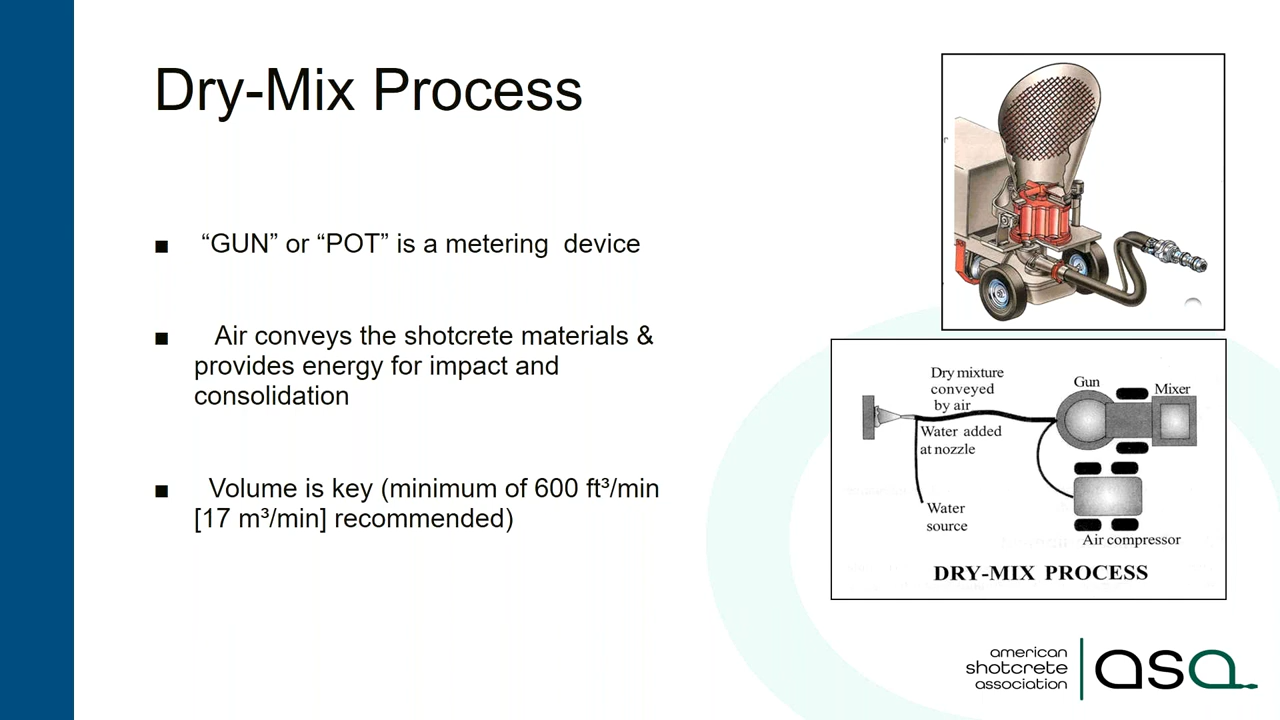 Dry-Mix Process
■ “GUN” or “POT” is a metering  device
■ Air conveys the shotcrete materials &
provides energy for impact and
consolidation
■ Volume is key (minimum of 600 ft³/min
[17 m³/min] recommended)
Dry mixture
conveyed
by air
Gun
Mixer
Water added
at nozzle
Water
source
Air compressor
DRY-MIX PROCESS
american
shotcrete
association
asa